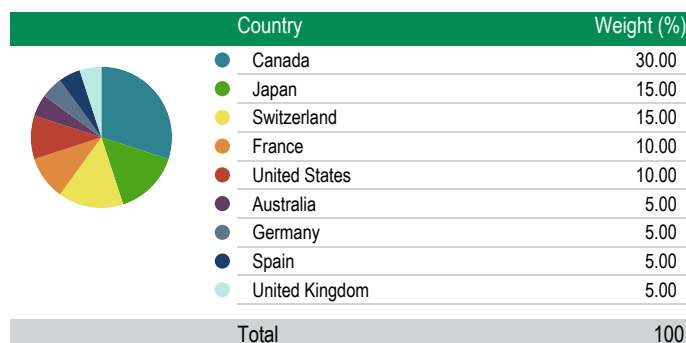 Country Weight (%)
Canada 30.00
Japan 15.00
Switzerland 15.00
France 10.00
United States 10.00
Australia 5.00
Germany 5.00
Spain 5.00
United Kingdom 5.00
Total 100